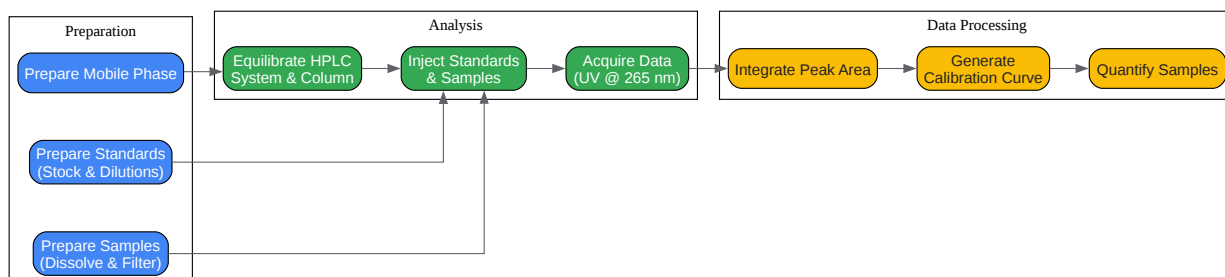 Preparation
Prepare Mobile Phase
Prepare Standards
(Stock & Dilutions)
Prepare Samples
(Dissolve & Filter)
Analysis
Equilibrate HPLC
System & Column
Inject Standards
& Samples
Acquire Data
(UV @ 265 nm)
Data Processing
Integrate Peak Area
Generate
Calibration Curve
Quantify Samples